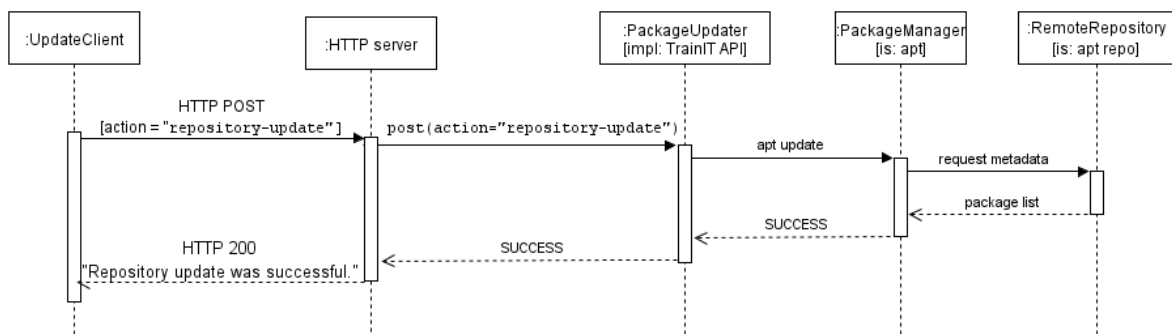 :UpdateClient
:HTTP server
:PackageUpdater
[impl: TrainIT API]
:PackageManager
[is: apt]
:RemoteRepository
[is: apt repo]
HTTP POST
[action = "repository-update"]
post(action="repository-update")
apt update
request metadata
package list
SUCCESS
SUCCESS
HTTP 200
"Repository update was successful."